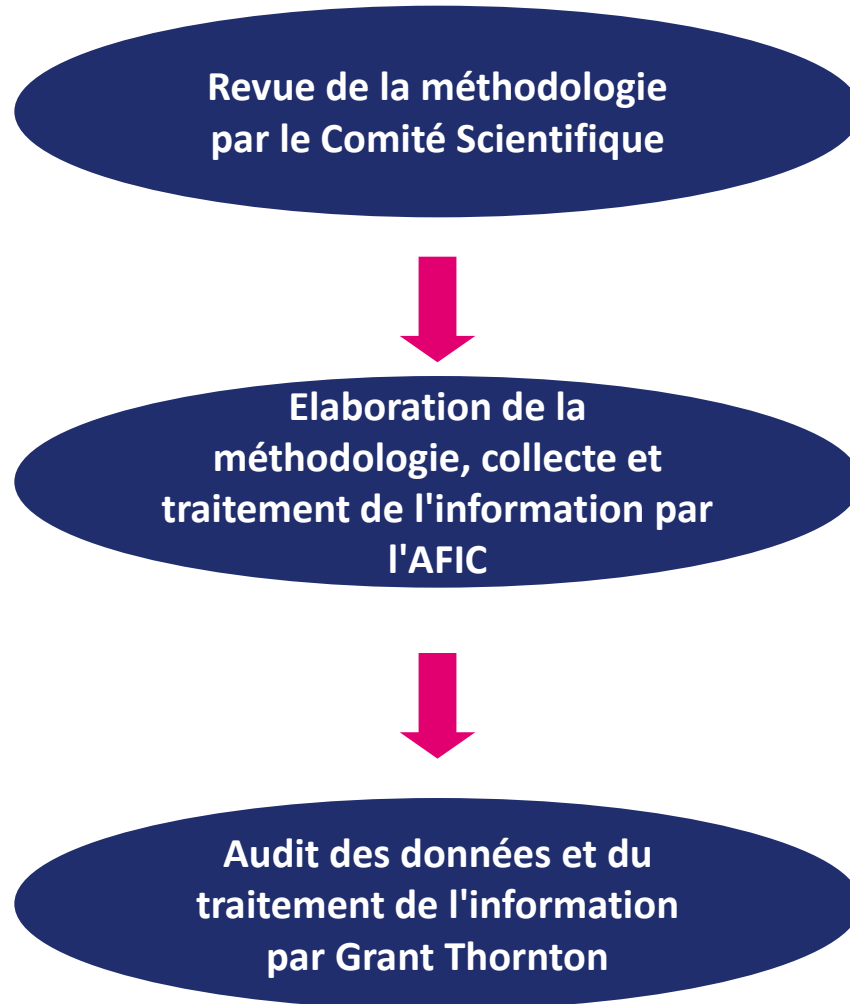 Revue de la méthodologie
par le Comité Scientifique
Elaboration de la
méthodologie, collecte et
traitement de l'information par
l'AFIC
Audit des données et du
traitement de l'information
par Grant Thornton